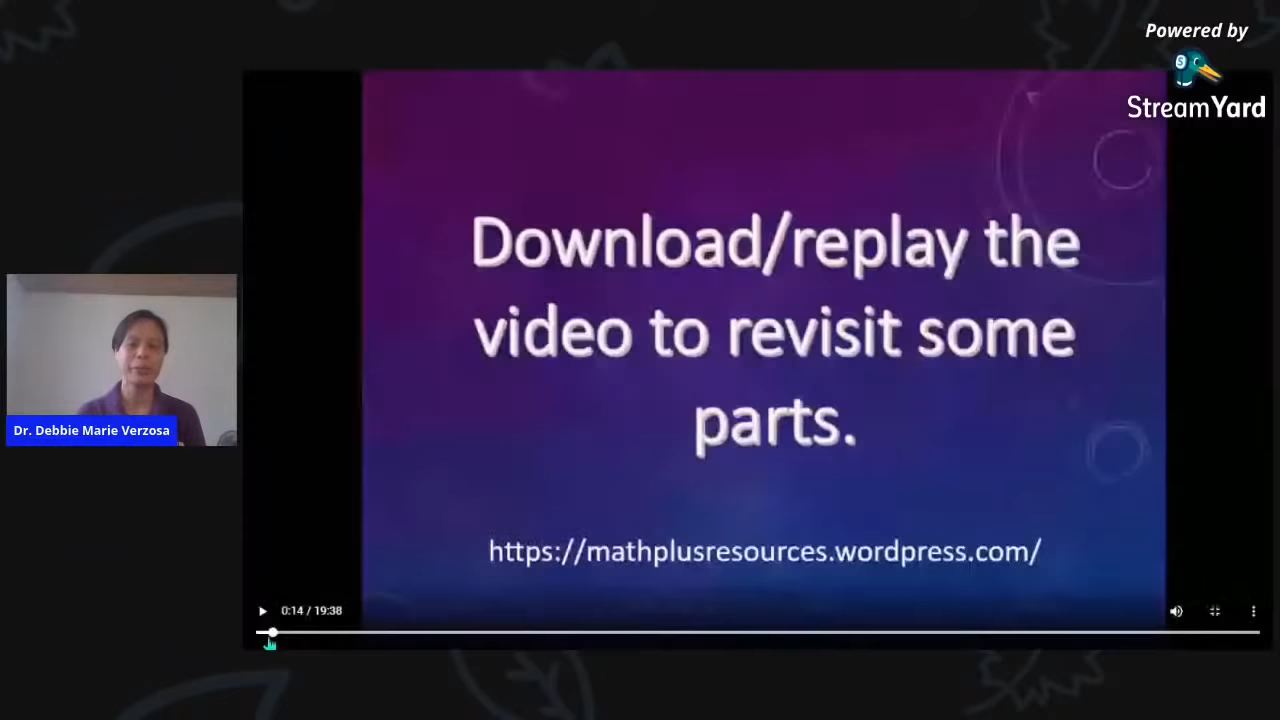 Powered by
StreamYard
Download/replay the
video to revisit some
parts.
Dr. Debbie Marie Verzosa
https://mathplusresources.wordpress.com/
0:14 / 19:38